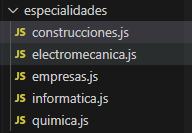 especialidades
JS construcciones.js
JS electromecanica.js
JS empresas.js
JS informatica.js
JS quimica.js